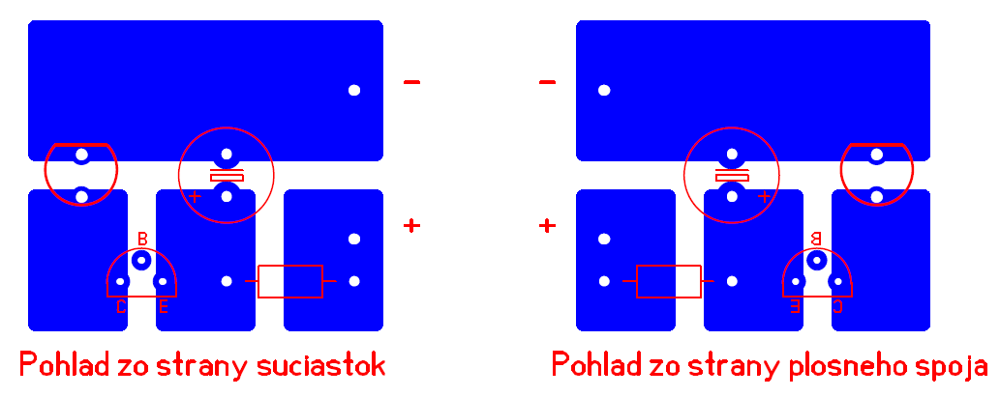 - -
+ +
+ +
B B
C E E C
Pohlad zo strany suciastok Pohlad zo strany plosneho spoja